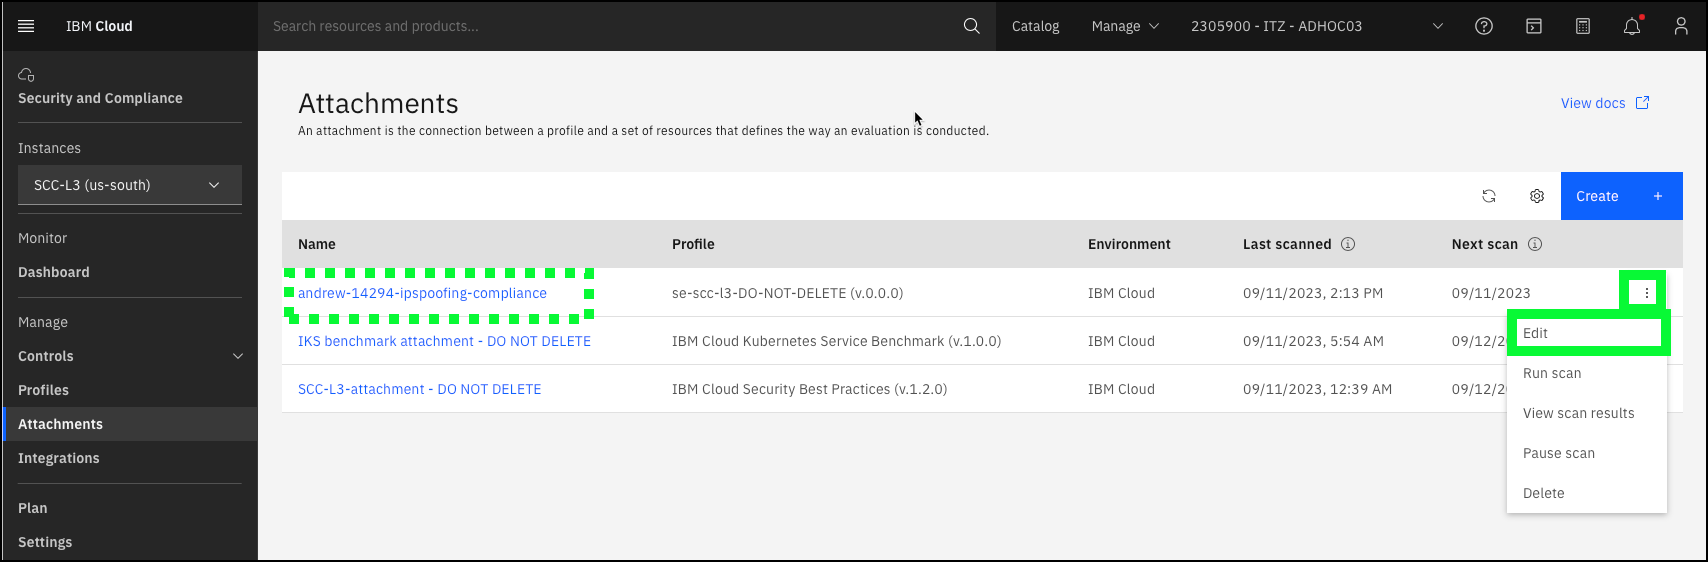 IBM Cloud
Search resources and products...
Catalog
Manage
2305900 - ITZ - ADHOC03
Security and Compliance
Instances
SCC-L3 (us-south)
Monitor
Dashboard
Manage
Controls
Profiles
Attachments
Integrations
Plan
Settings
Attachments
View docs
An attachment is the connection between a profile and a set of resources that defines the way an evaluation is conducted.
Create +
Name Profile Environment Last scanned Next scan
andrew-14294-ipspoofing-compliance se-scc-l3-DO-NOT-DELETE (v.0.0.0) IBM Cloud 09/11/2023, 2:13 PM 09/11/2023
IKS benchmark attachment - DO NOT DELETE IBM Cloud Kubernetes Service Benchmark (v.1.0.0) IBM Cloud 09/11/2023, 5:54 AM 09/12/2
SCC-L3-attachment - DO NOT DELETE IBM Cloud Security Best Practices (v.1.2.0) IBM Cloud 09/11/2023, 12:39 AM 09/12/2
Edit
Run scan
View scan results
Pause scan
Delete